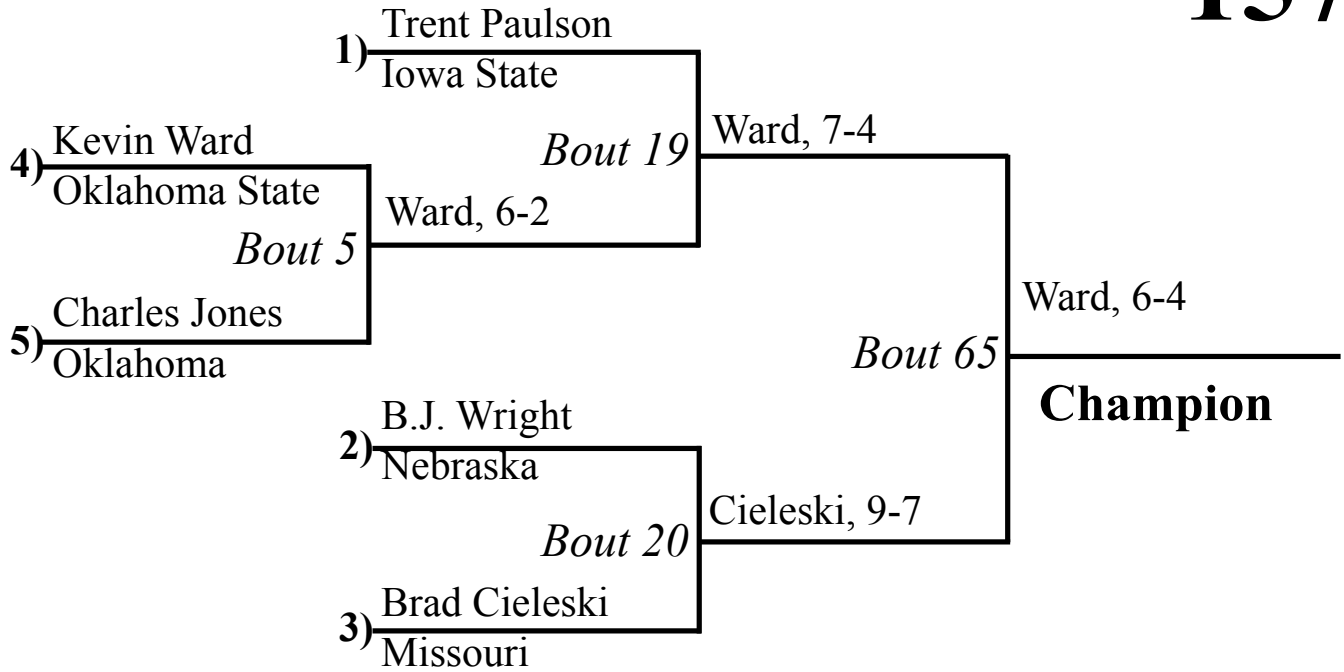 157
1) Trent Paulson
Iowa State
4) Kevin Ward
Oklahoma State
Bout 19
Ward, 7-4
Ward, 6-2
Bout 5
5) Charles Jones
Oklahoma
Ward, 6-4
Bout 65
Champion
2) B.J. Wright
Nebraska
Cieleski, 9-7
Bout 20
3) Brad Cieleski
Missouri